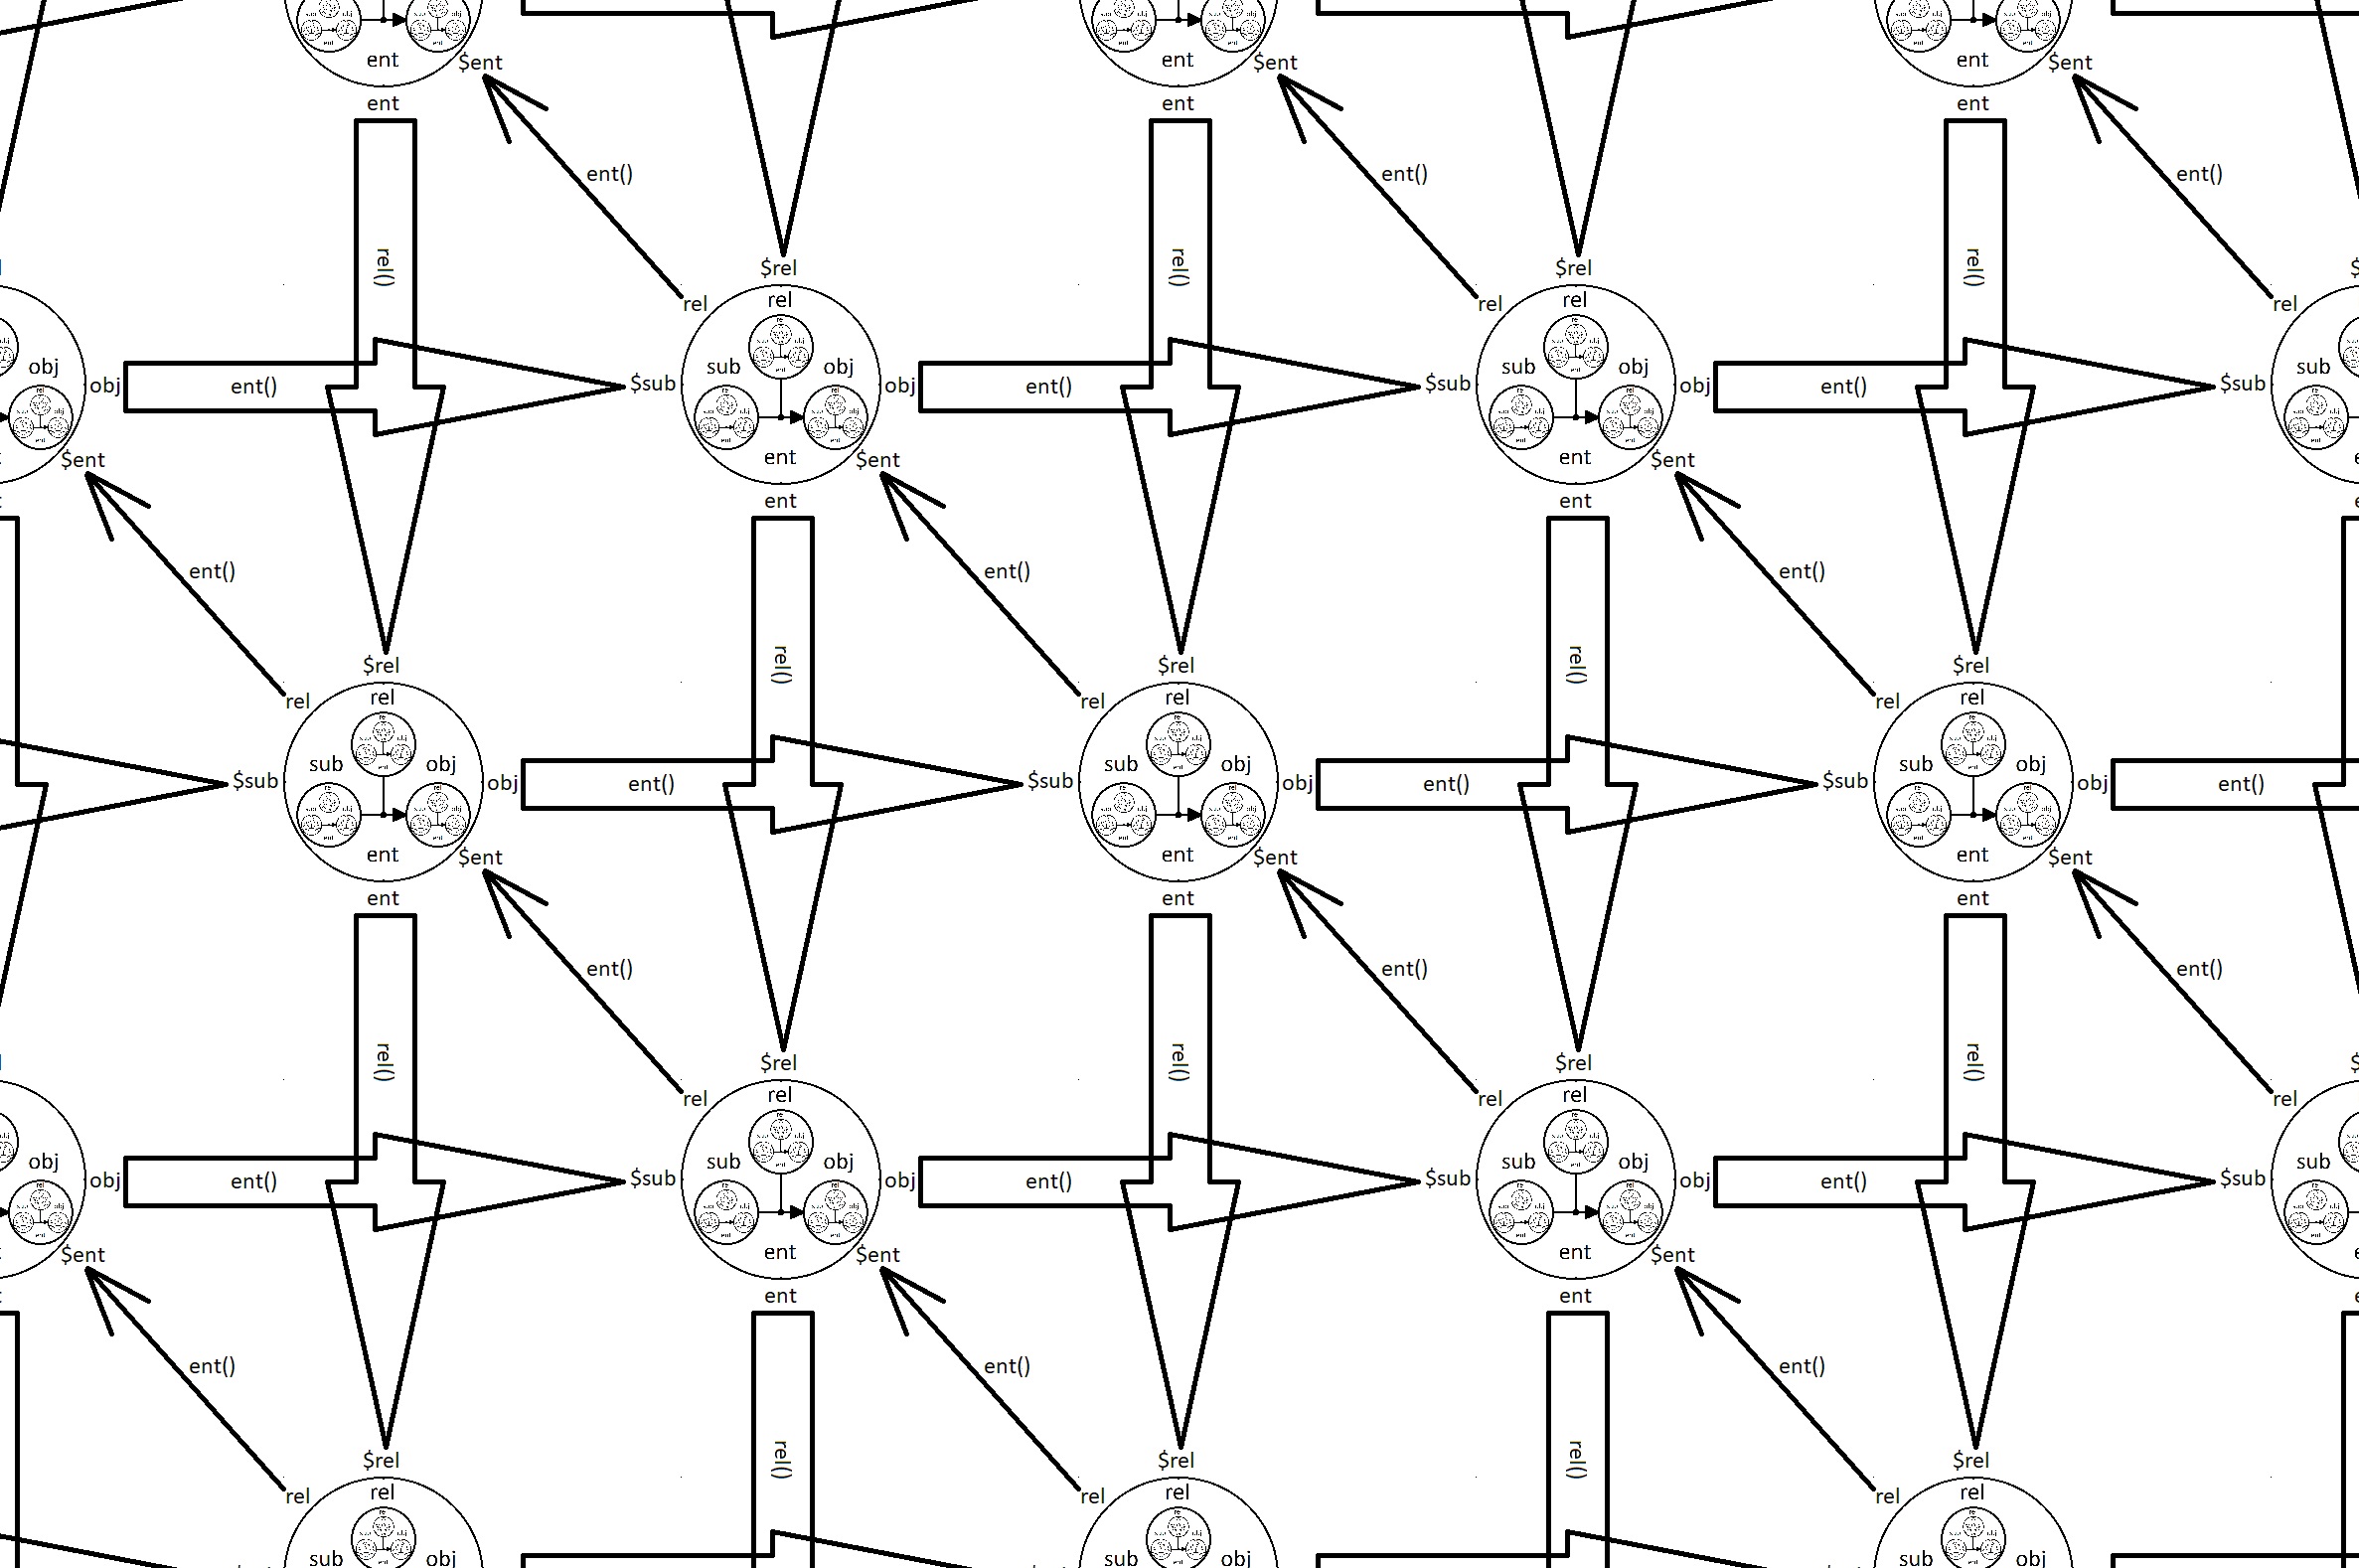 ent $ent ent $ent ent $ent
ent ent ent
ent() ent() ent()
rel() $rel rel() $rel rel()
rel rel rel rel rel
obj sub obj sub obj sub
obj ent() $sub obj ent() $sub obj ent() $sub
$ent ent $ent ent $ent
ent ent
ent() ent() ent()
$rel rel() $rel rel() $rel
rel rel rel rel rel rel
sub obj sub obj sub obj
$sub obj ent() $sub obj ent() $sub obj ent()
ent $ent ent $ent ent $ent
ent ent ent
ent() ent() ent()
rel() $rel rel() $rel rel()
rel rel rel rel rel
obj sub obj sub obj sub
obj ent() $sub obj ent() $sub obj ent() $sub
$ent ent $ent ent $ent
ent ent
ent() ent() ent()
$rel rel() $rel rel() $rel
rel rel rel rel rel rel
sub obj sub obj sub obj